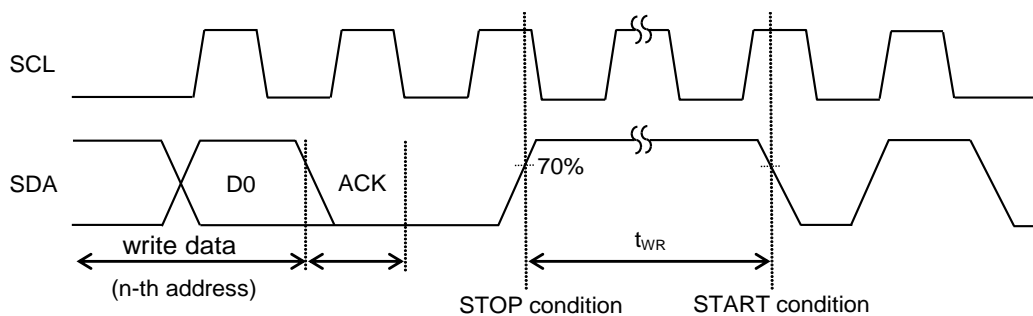 SCL
SDA
D0
ACK
70%
write data
(n-th address)
tWR
STOP condition
START condition